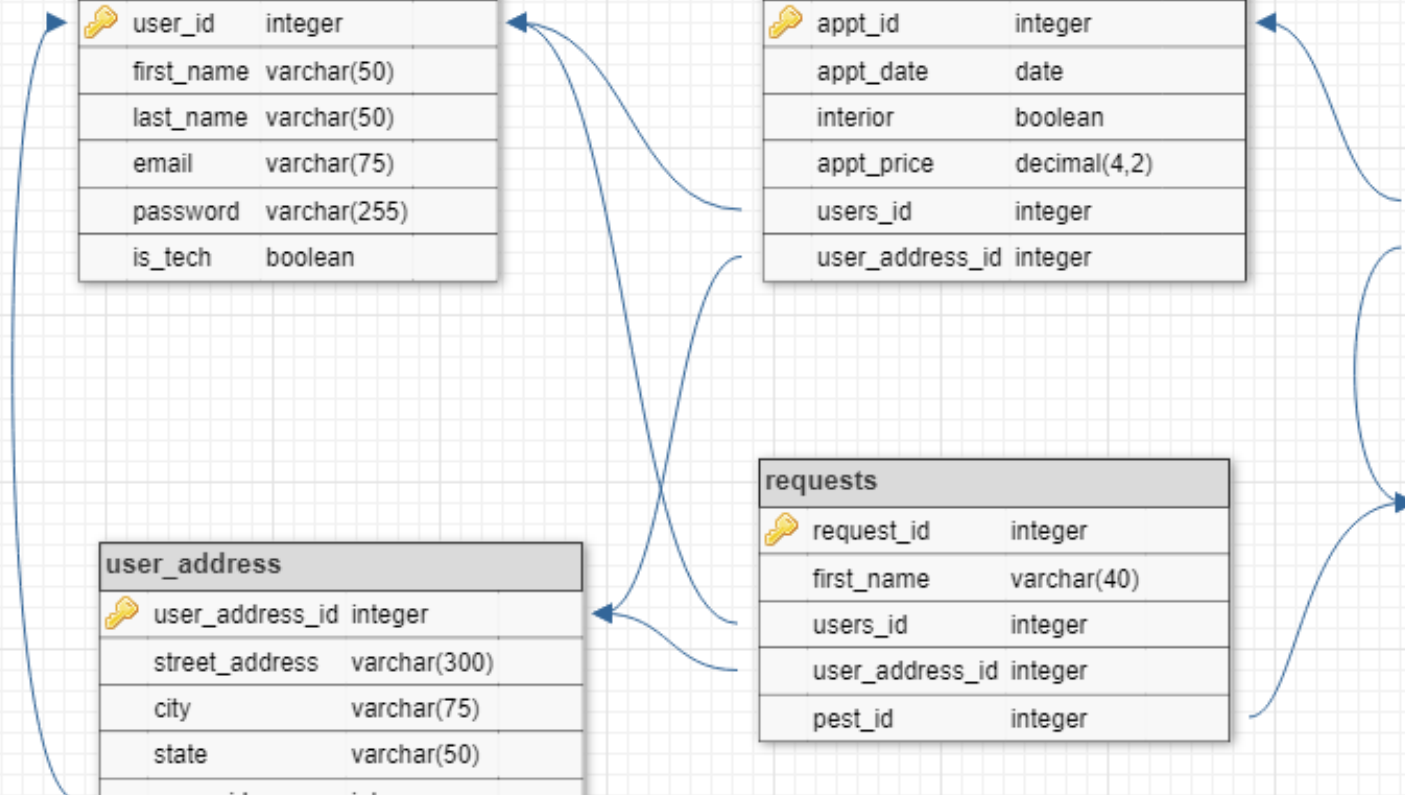 user_id integer
first_name varchar(50)
last_name varchar(50)
email varchar(75)
password varchar(255)
is_tech boolean
appt_id integer
appt_date date
interior boolean
appt_price decimal(4,2)
users_id integer
user_address_id integer
user_address
user_address_id integer
street_address varchar(300)
city varchar(75)
state varchar(50)
requests
request_id integer
first_name varchar(40)
users_id integer
user_address_id integer
pest_id integer